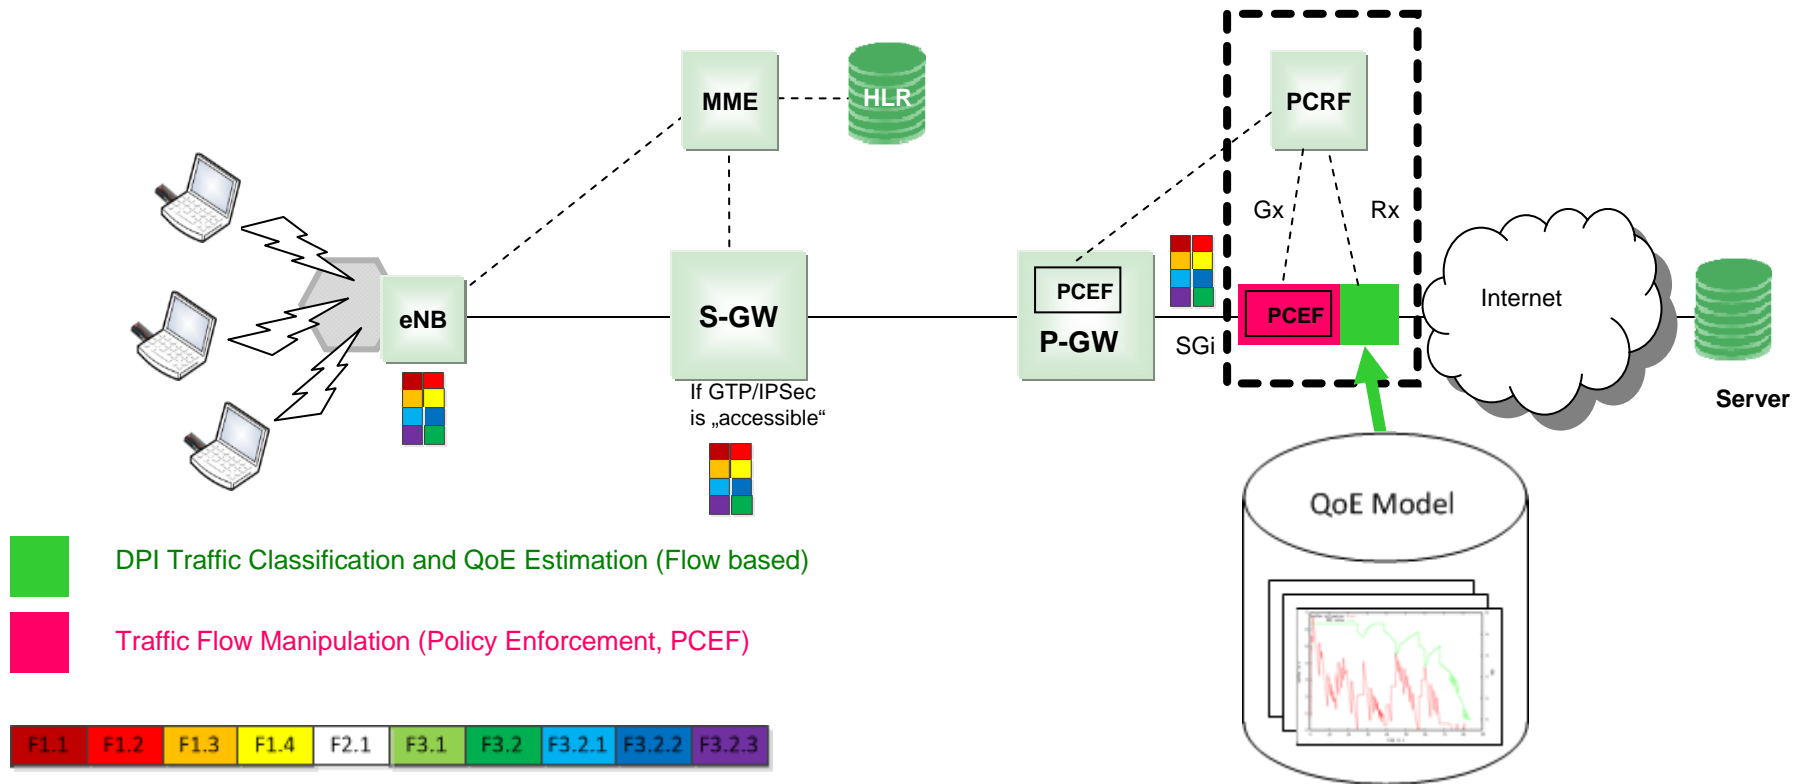 MME
HLR
PCRF
Gx
Rx
eNB
S-GW
PCEF
P-GW
SGi
PCEF
Internet
Server
If GTP/IPSec
is „accessible“
QoE Model
DPI Traffic Classification and QoE Estimation (Flow based)
Traffic Flow Manipulation (Policy Enforcement, PCEF)
F1.1 F1.2 F1.3 F1.4 F2.1 F3.1 F3.2 F3.2.1 F3.2.2 F3.2.3